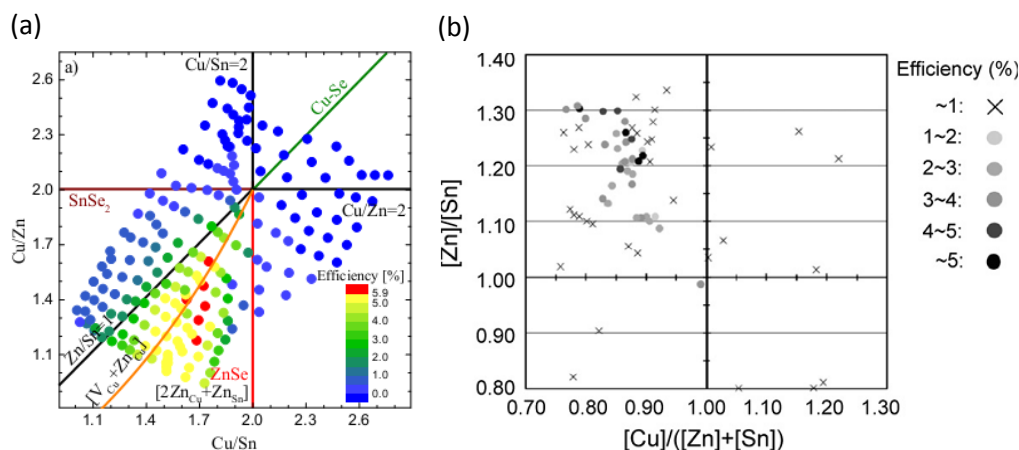 (a)
a)
Cu/Sn=2
Cu-Se
SnSe2
Cu/Zn=2
Zn/Sn=1
[VCu+ZnCu]
[2ZnCu+ZnSn]
ZnSe
Efficiency [%]
5.9
5.0
4.0
3.0
2.0
1.0
0.0
Cu/Zn
2.6
2.3
2.0
1.7
1.4
1.1
1.1
1.4
1.7
2.0
2.3
2.6
Cu/Sn
(b)
[Zn]/[Sn]
1.40
1.30
1.20
1.10
1.00
0.90
0.80
0.70
0.80
0.90
1.00
1.10
1.20
1.30
[Cu]/([Zn]+[Sn])
Efficiency (%)
~1:
1~2:
2~3:
3~4:
4~5:
~5: